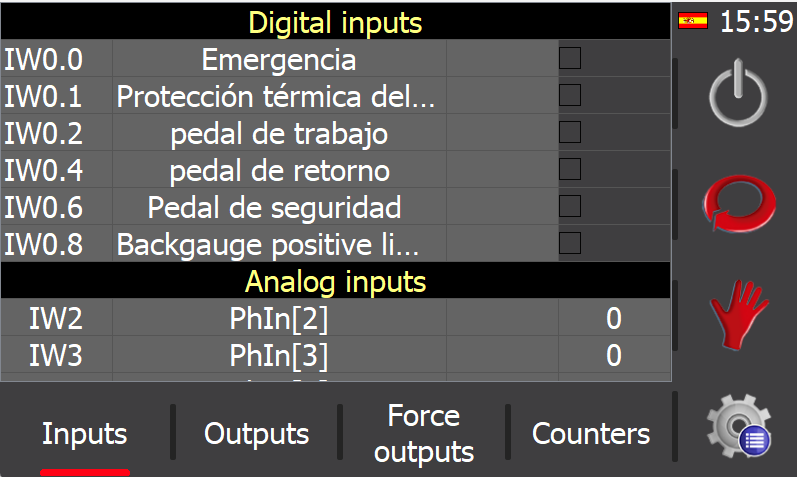 Digital inputs
15:59
IW0.0 Emergencia
IW0.1 Protección térmica del...
IW0.2 pedal de trabajo
IW0.4 pedal de retorno
IW0.6 Pedal de seguridad
IW0.8 Backgauge positive li...
Analog inputs
IW2 PhIn[2] 0
IW3 PhIn[3] 0
Inputs
Outputs
Force
outputs
Counters